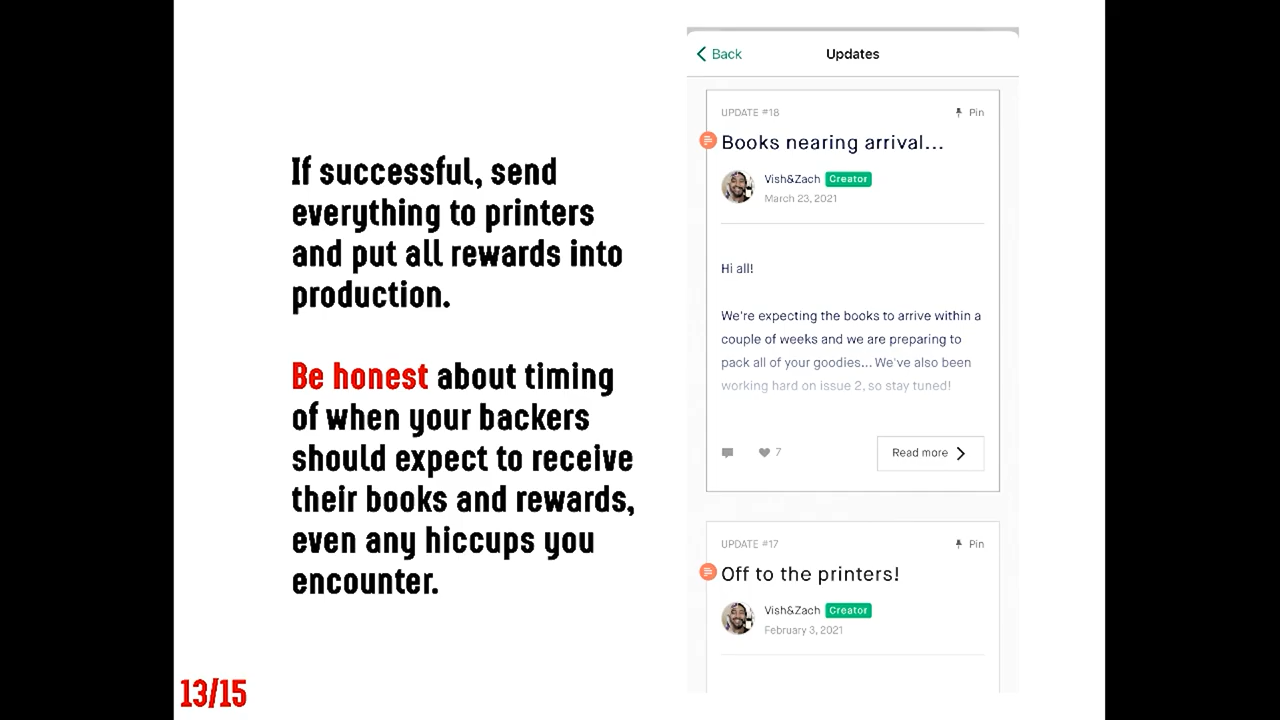 If successful, send
everything to printers
and put all rewards into
production.
Be honest about timing
of when your backers
should expect to receive
their books and rewards,
even any hiccups you
encounter.
13/15
Back
Updates
UPDATE #18
Pin
Books nearing arrival...
Vish&Zach Creator
March 23, 2021
Hi all!
We're expecting the books to arrive within a
couple of weeks and we are preparing to
pack all of your goodies... We've also been
working hard on issue 2, so stay tuned!
7
Read more
UPDATE #17
Pin
Off to the printers!
Vish&Zach Creator
February 3, 2021